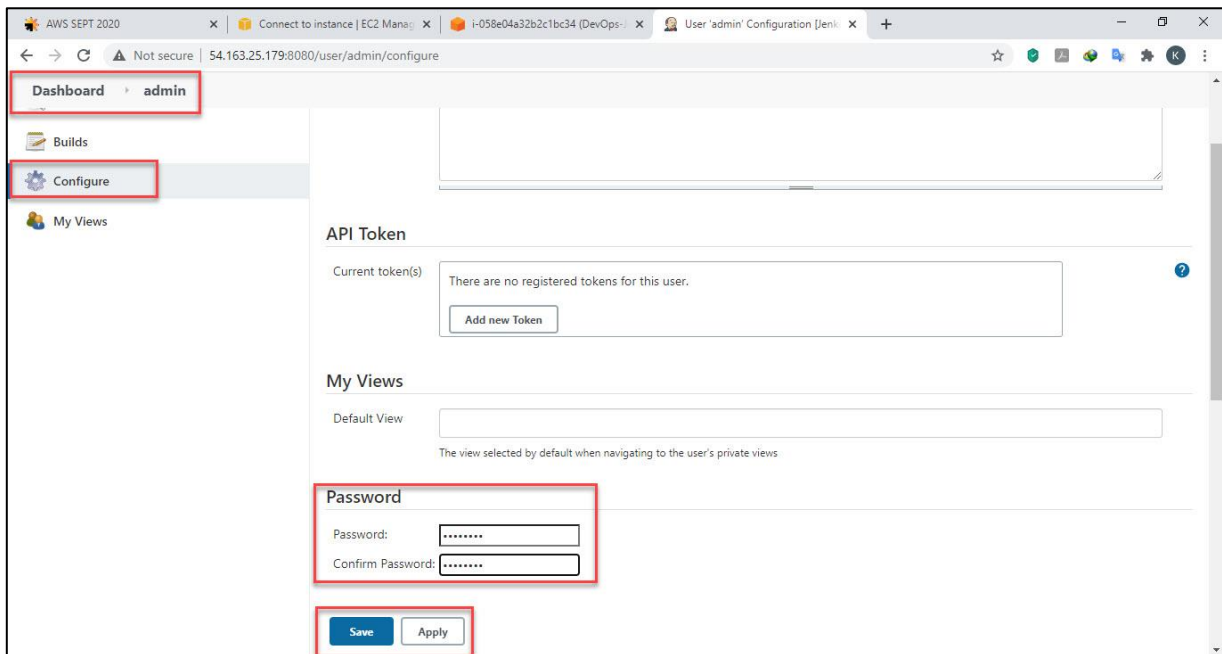 AWS SEPT 2020
Connect to instance | EC2 Manag
i-058e04a32b2c1bc34 (DevOps-
User 'admin' Configuration [Jenk
Not secure | 54.163.25.179:8080/user/admin/configure
K
Dashboard admin
Builds
Configure
My Views
API Token
Current token(s)
There are no registered tokens for this user.
Add new Token
My Views
Default View
The view selected by default when navigating to the user's private views
Password
Password: ........
Confirm Password: ........
Save Apply